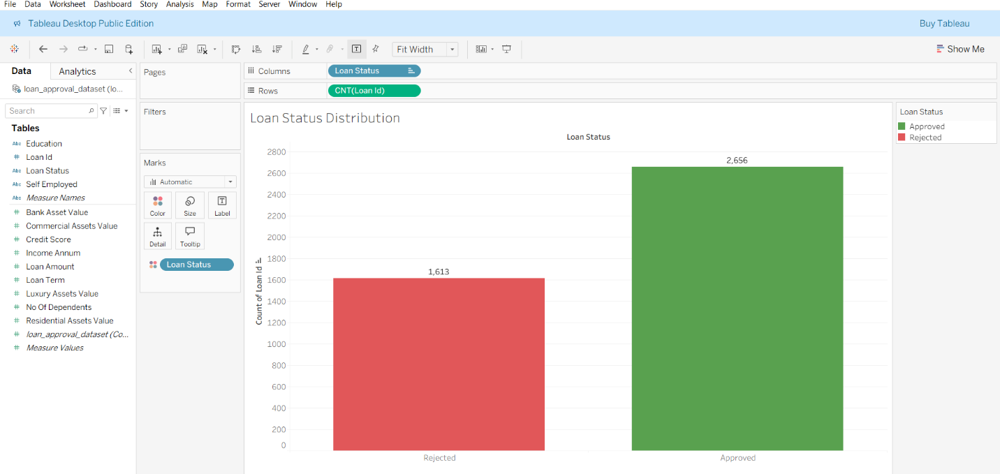 File Data Worksheet Dashboard Story Analysis Map Format Server Window Help
Tableau Desktop Public Edition
Buy Tableau
Fit Width
Show Me
Data
Analytics
loan_approval_dataset (lo...
Search
Tables
Abc Education
# Loan Id
Abc Loan Status
Abc Self Employed
Abc Measure Names
# Bank Asset Value
# Commercial Assets Value
# Credit Score
# Income Annum
# Loan Amount
# Loan Term
# Luxury Assets Value
# No Of Dependents
# Residential Assets Value
# loan_approval_dataset (Co...
# Measure Values
Pages
Filters
Marks
Automatic
Color Size Label
Detail Tooltip
Loan Status
Columns
Loan Status
Rows
CNT(Loan Id)
Loan Status Distribution
Loan Status
Count of Loan Id
2800
2600
2400
2200
2000
1800
1600
1400
1200
1000
800
600
400
200
0
1,613
2,656
Rejected
Approved
Loan Status
Approved
Rejected